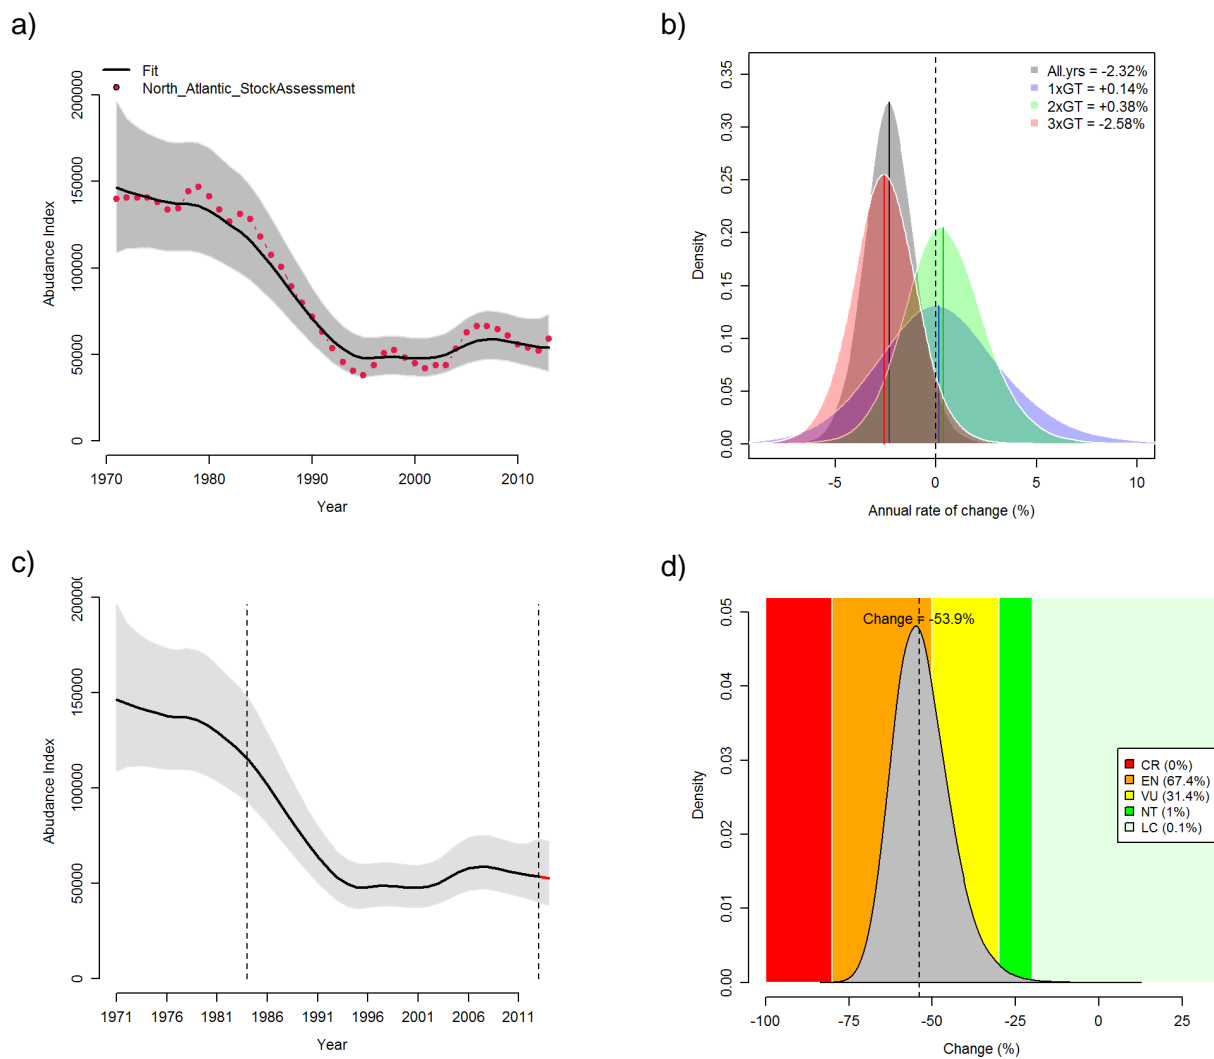 a)
Fit
North_Atlantic_StockAssessment
200000
150000
100000
50000
0
Abudance Index
1970 1980 1990 2000 2010
Year
b)
All.yrs = -2.32%
1xGT = +0.14%
2xGT = +0.38%
3xGT = -2.58%
0.35
0.30
0.25
0.20
0.15
0.10
0.05
0.00
Density
-5 0 5 10
Annual rate of change (%)
c)
200000
150000
100000
50000
0
Abudance Index
1971 1976 1981 1986 1991 1996 2001 2006 2011
Year
d)
Change = -53.9%
CR (0%)
EN (67.4%)
VU (31.4%)
NT (1%)
LC (0.1%)
0.05
0.04
0.03
0.02
0.01
0.00
Density
-100 -75 -50 -25 0 25
Change (%)